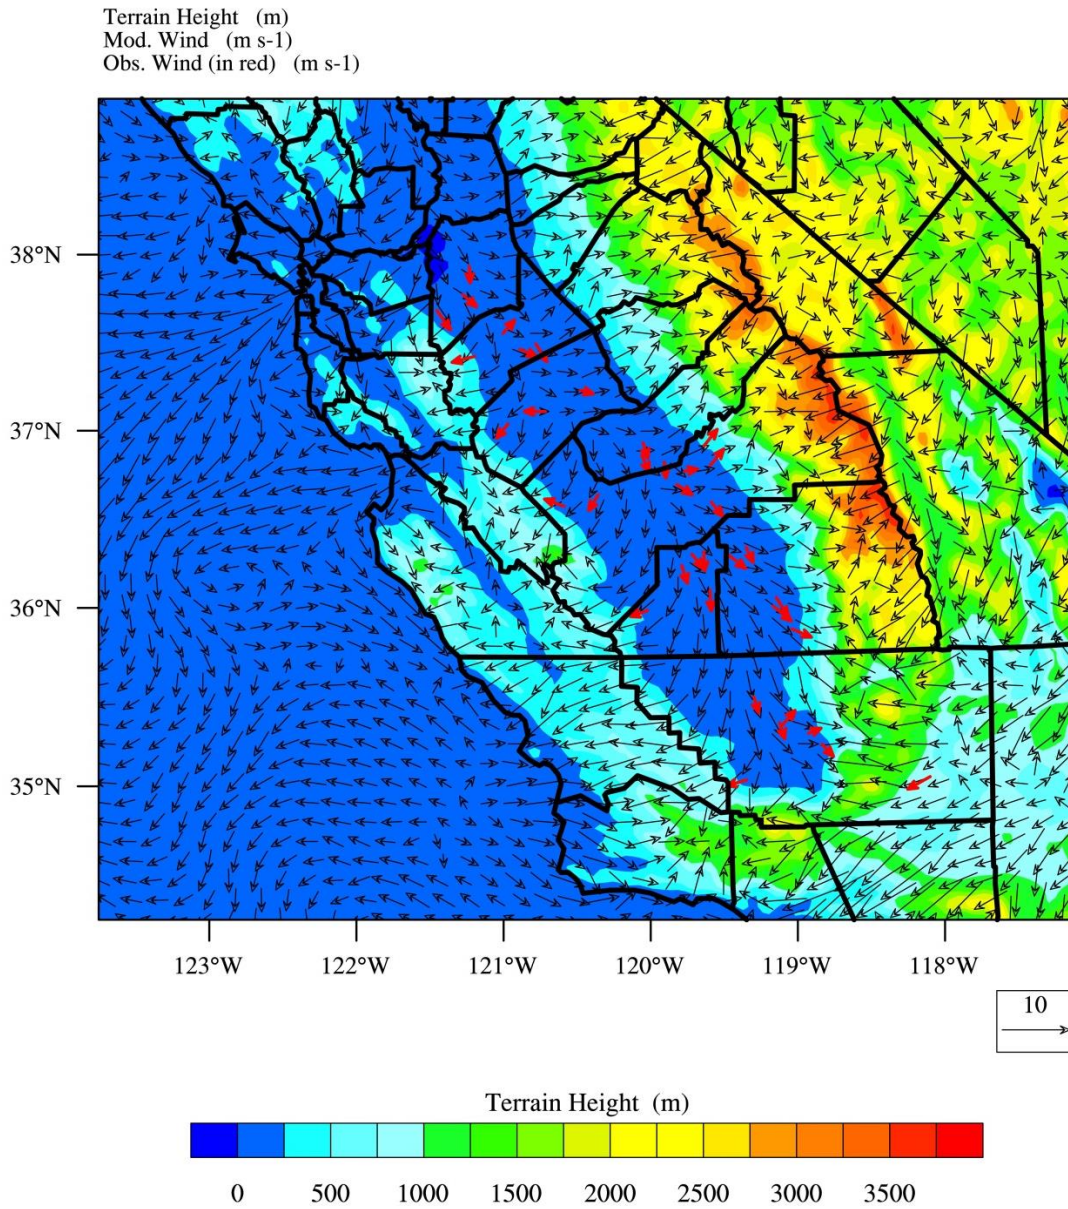 Terrain Height (m)
Mod. Wind (m s-1)
Obs. Wind (in red) (m s-1)
38°N
37°N
36°N
35°N
123°W 122°W 121°W 120°W 119°W 118°W
10
Terrain Height (m)
0 500 1000 1500 2000 2500 3000 3500